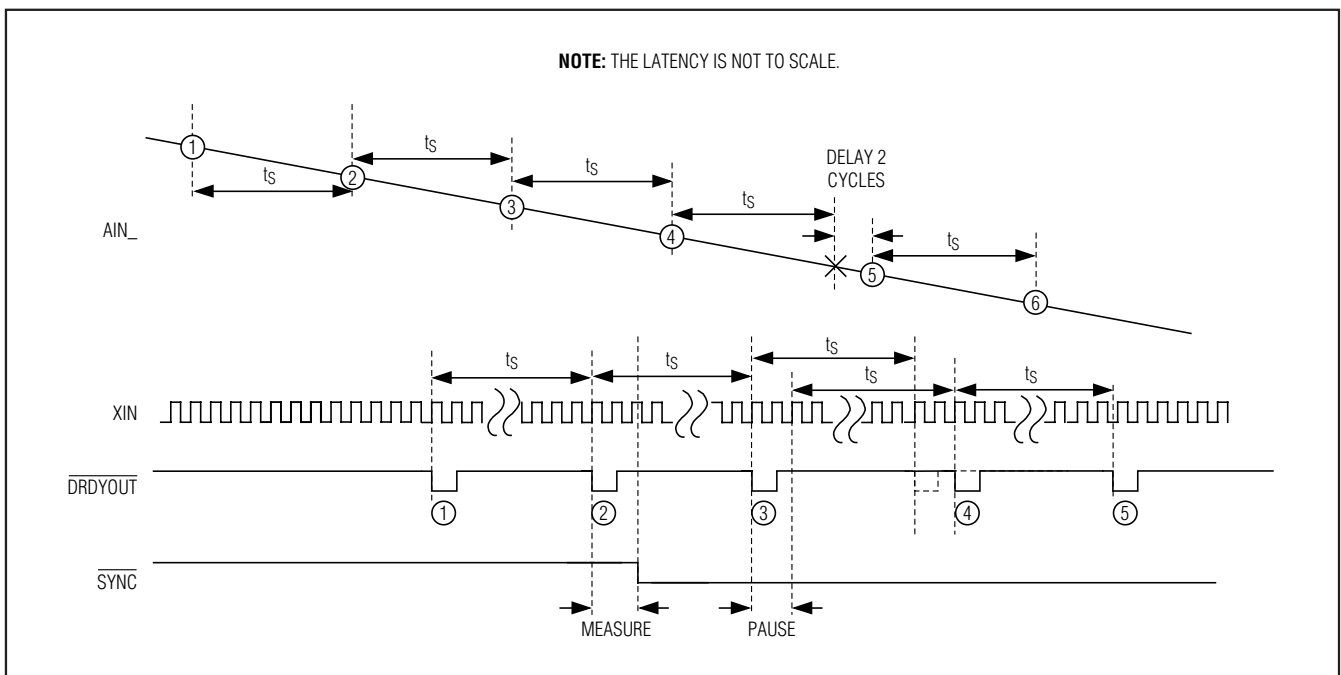 NOTE: THE LATENCY IS NOT TO SCALE.
1
tS
2
tS
3
tS
4
tS
DELAY 2
CYCLES
5
tS
6
AIN_
tS
tS
tS
tS
tS
XIN
DRDYOUT
1
2
3
4
5
SYNC
MEASURE
PAUSE